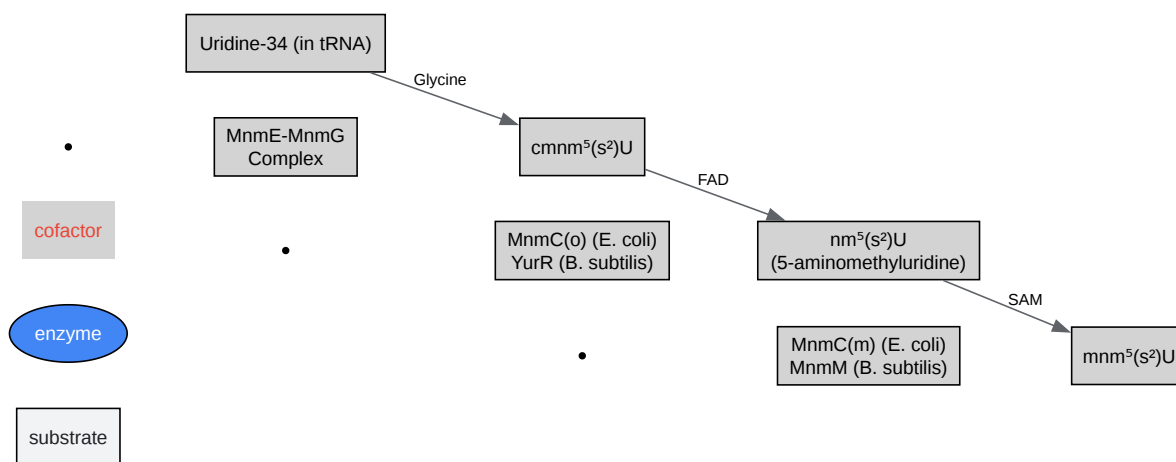 Uridine-34 (in tRNA)
Glycine
MnmE-MnmG
Complex
cmnm⁵(s²)U
FAD
cofactor
MnmC(o) (E. coli)
YurR (B. subtilis)
nm⁵(s²)U
(5-aminomethyluridine)
SAM
enzyme
MnmC(m) (E. coli)
MnmM (B. subtilis)
mnm⁵(s²)U
substrate